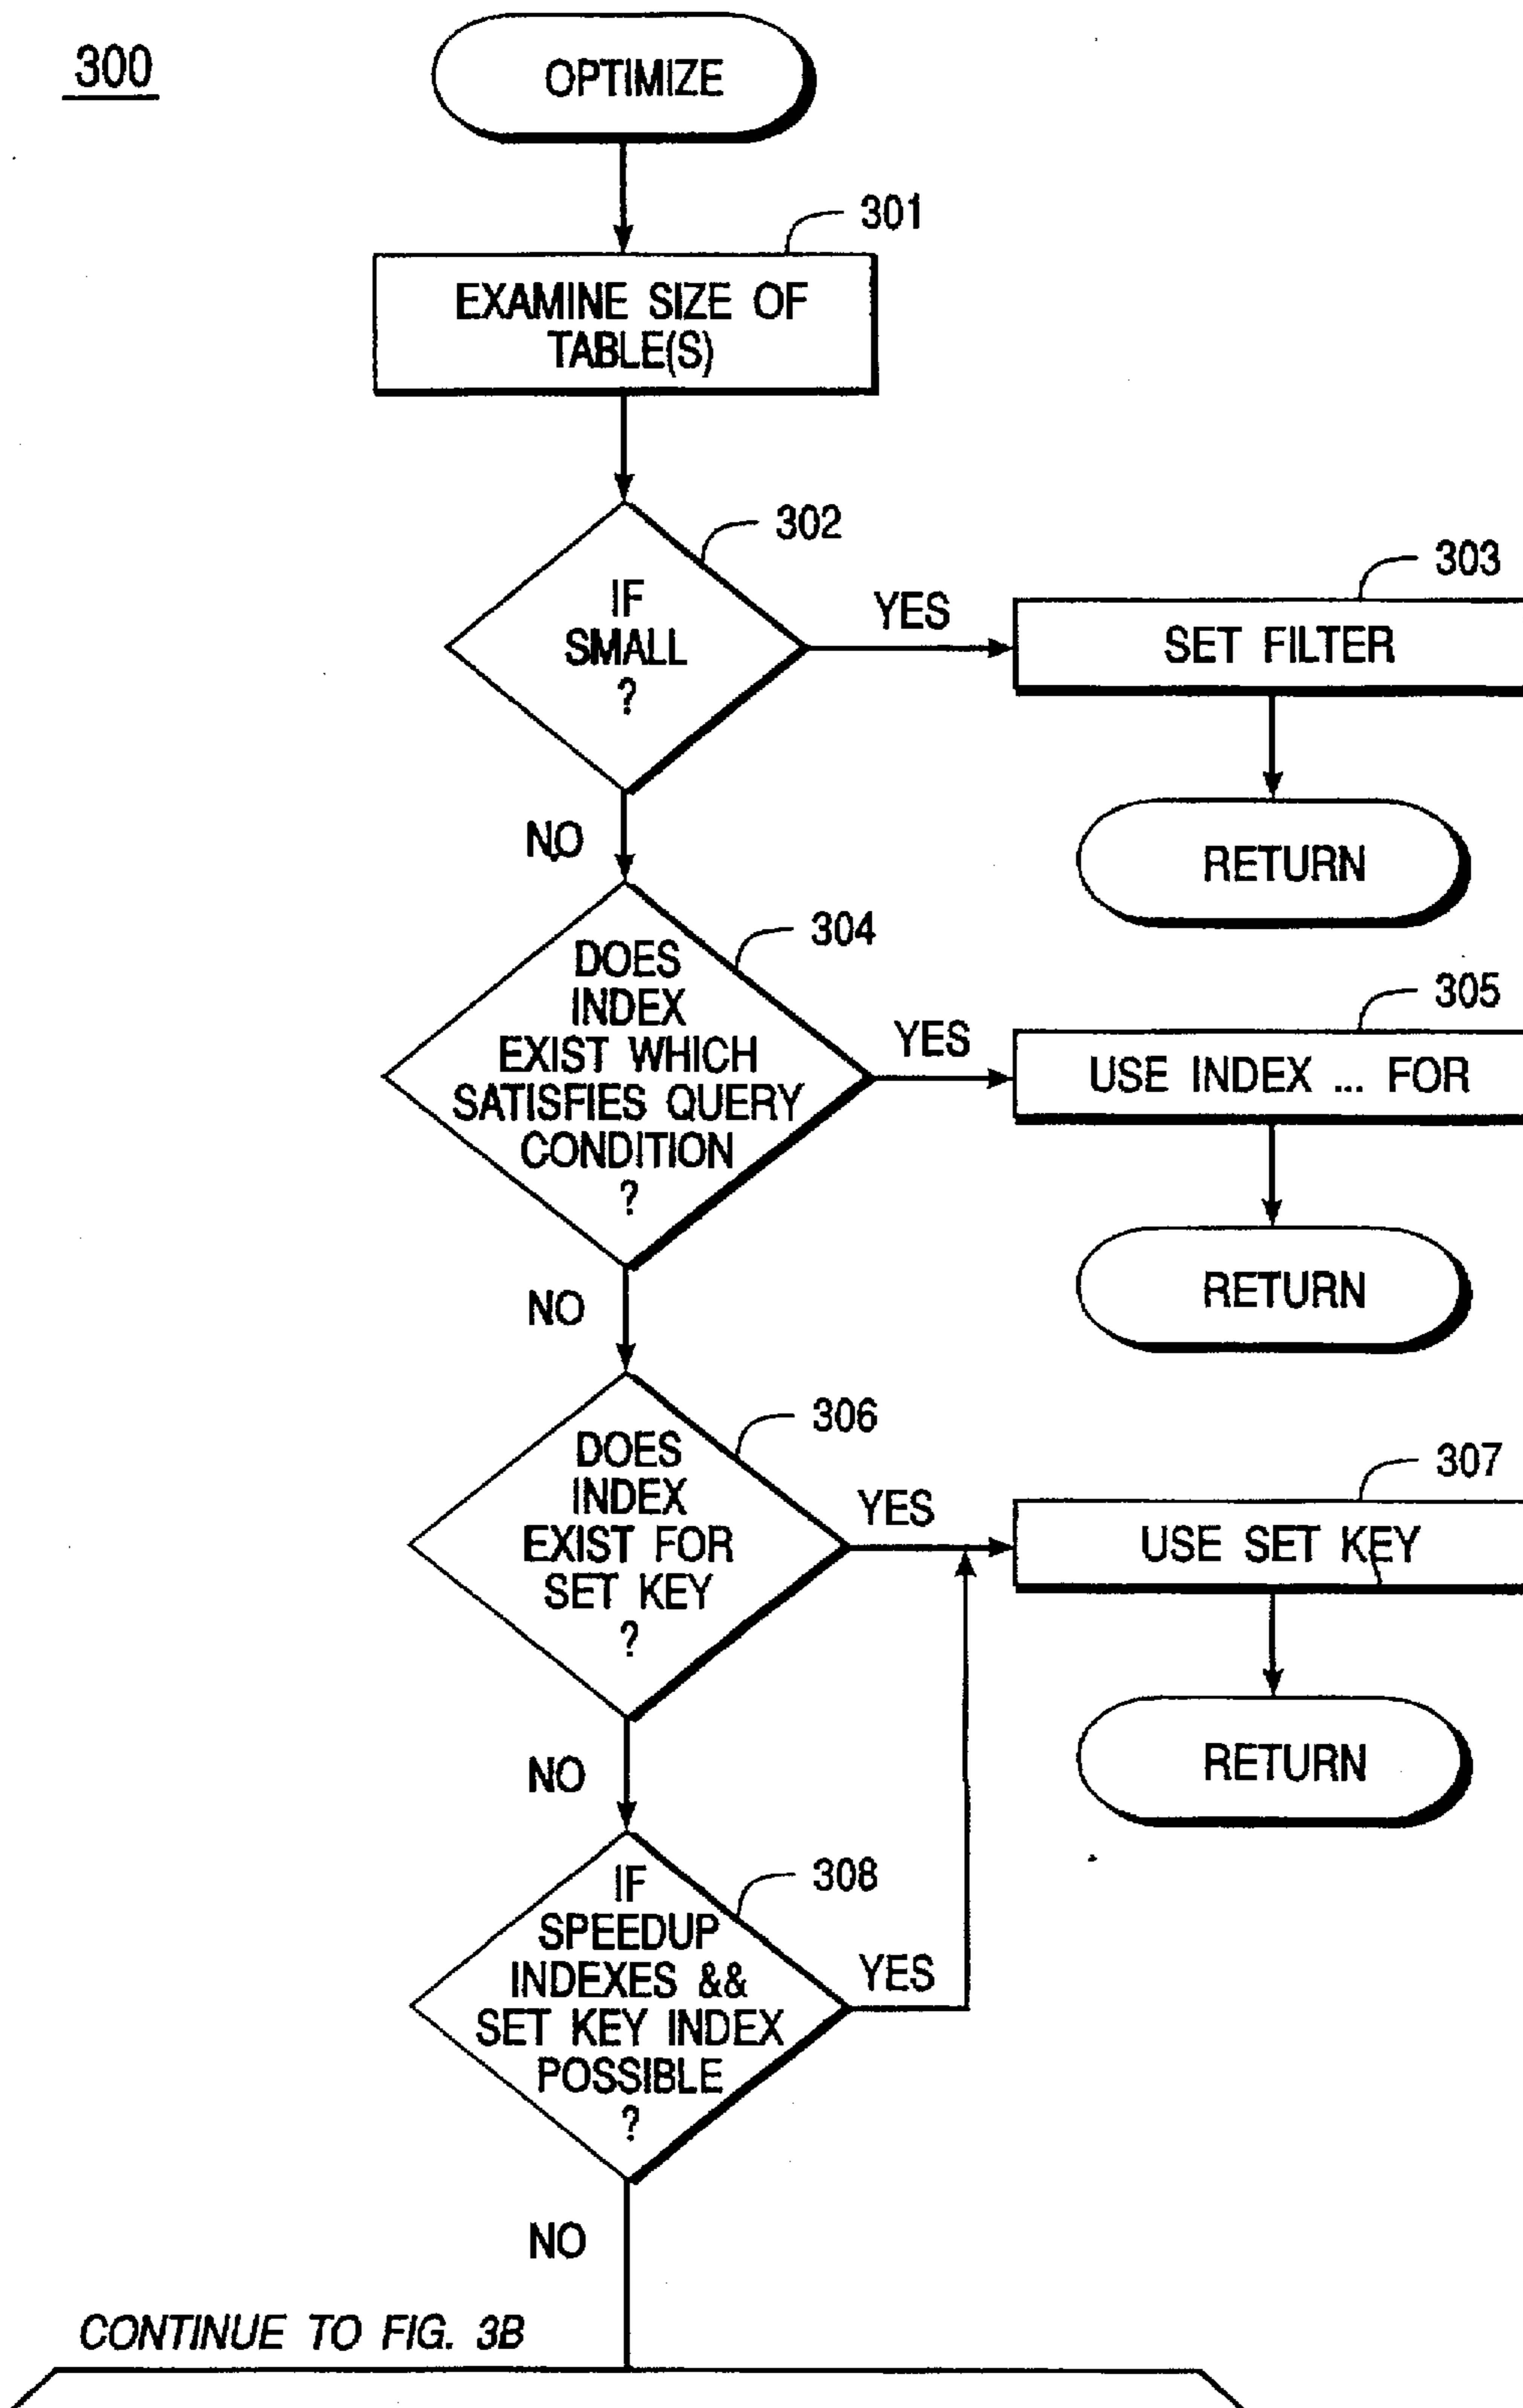 300
OPTIMIZE
301
EXAMINE SIZE OF
TABLE(S)
302
IF
SMALL
?
YES
303
SET FILTER
RETURN
NO
304
DOES
INDEX
EXIST WHICH
SATISFIES QUERY
CONDITION
?
YES
305
USE INDEX ... FOR
RETURN
NO
306
DOES
INDEX
EXIST FOR
SET KEY
?
YES
307
USE SET KEY
RETURN
NO
308
IF
SPEEDUP
INDEXES &&
SET KEY INDEX
POSSIBLE
?
YES
NO
CONTINUE TO FIG. 3B